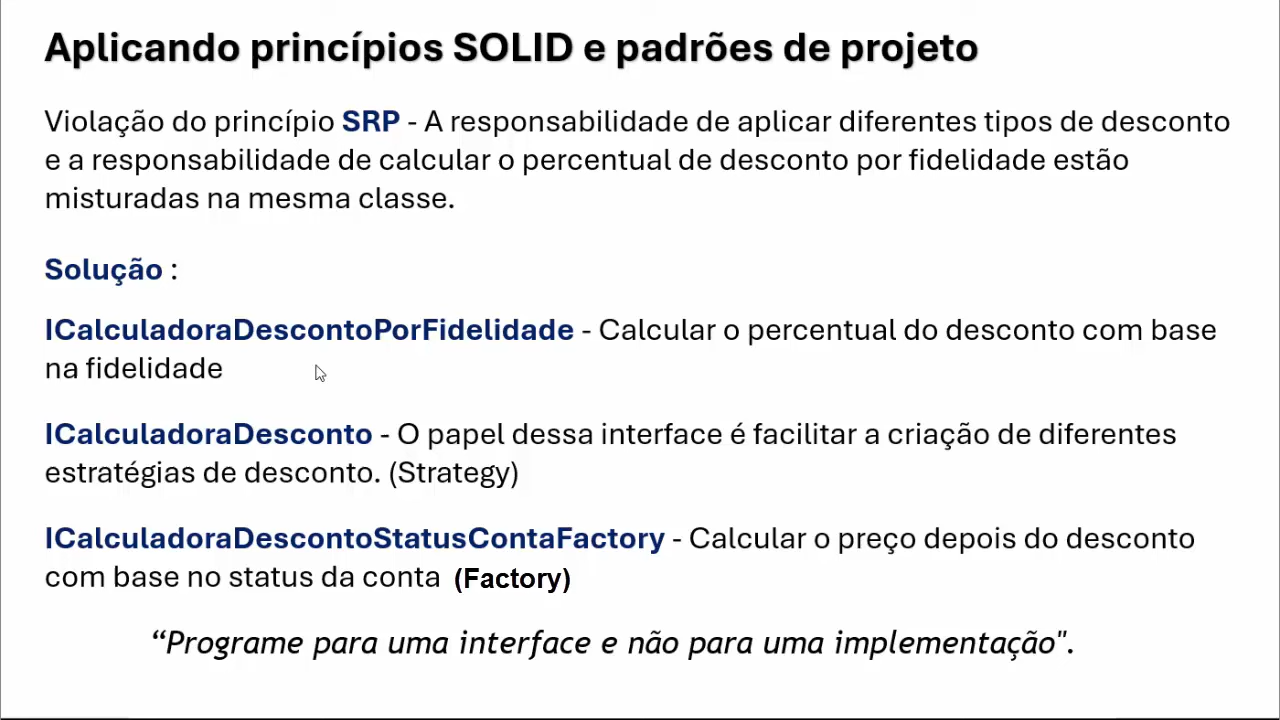 Aplicando princípios SOLID e padrões de projeto
Violação do princípio SRP - A responsabilidade de aplicar diferentes tipos de desconto
e a responsabilidade de calcular o percentual de desconto por fidelidade estão
misturadas na mesma classe.
Solução :
ICalculadoraDescontoPorFidelidade - Calcular o percentual do desconto com base
na fidelidade
ICalculadoraDesconto - O papel dessa interface é facilitar a criação de diferentes
estratégias de desconto. (Strategy)
ICalculadoraDescontoStatusContaFactory - Calcular o preço depois do desconto
com base no status da conta (Factory)
“Programe para uma interface e não para uma implementação".